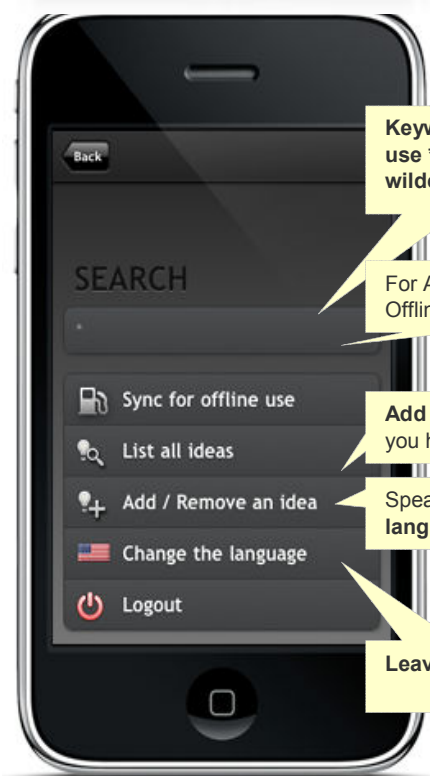 Back
Keyw
use *
wildc
SEARCH
*
For A
Offlin
Sync for offline use
List all ideas
Add
you h
Add / Remove an idea
Spea
lang
Change the language
Logout
Leav